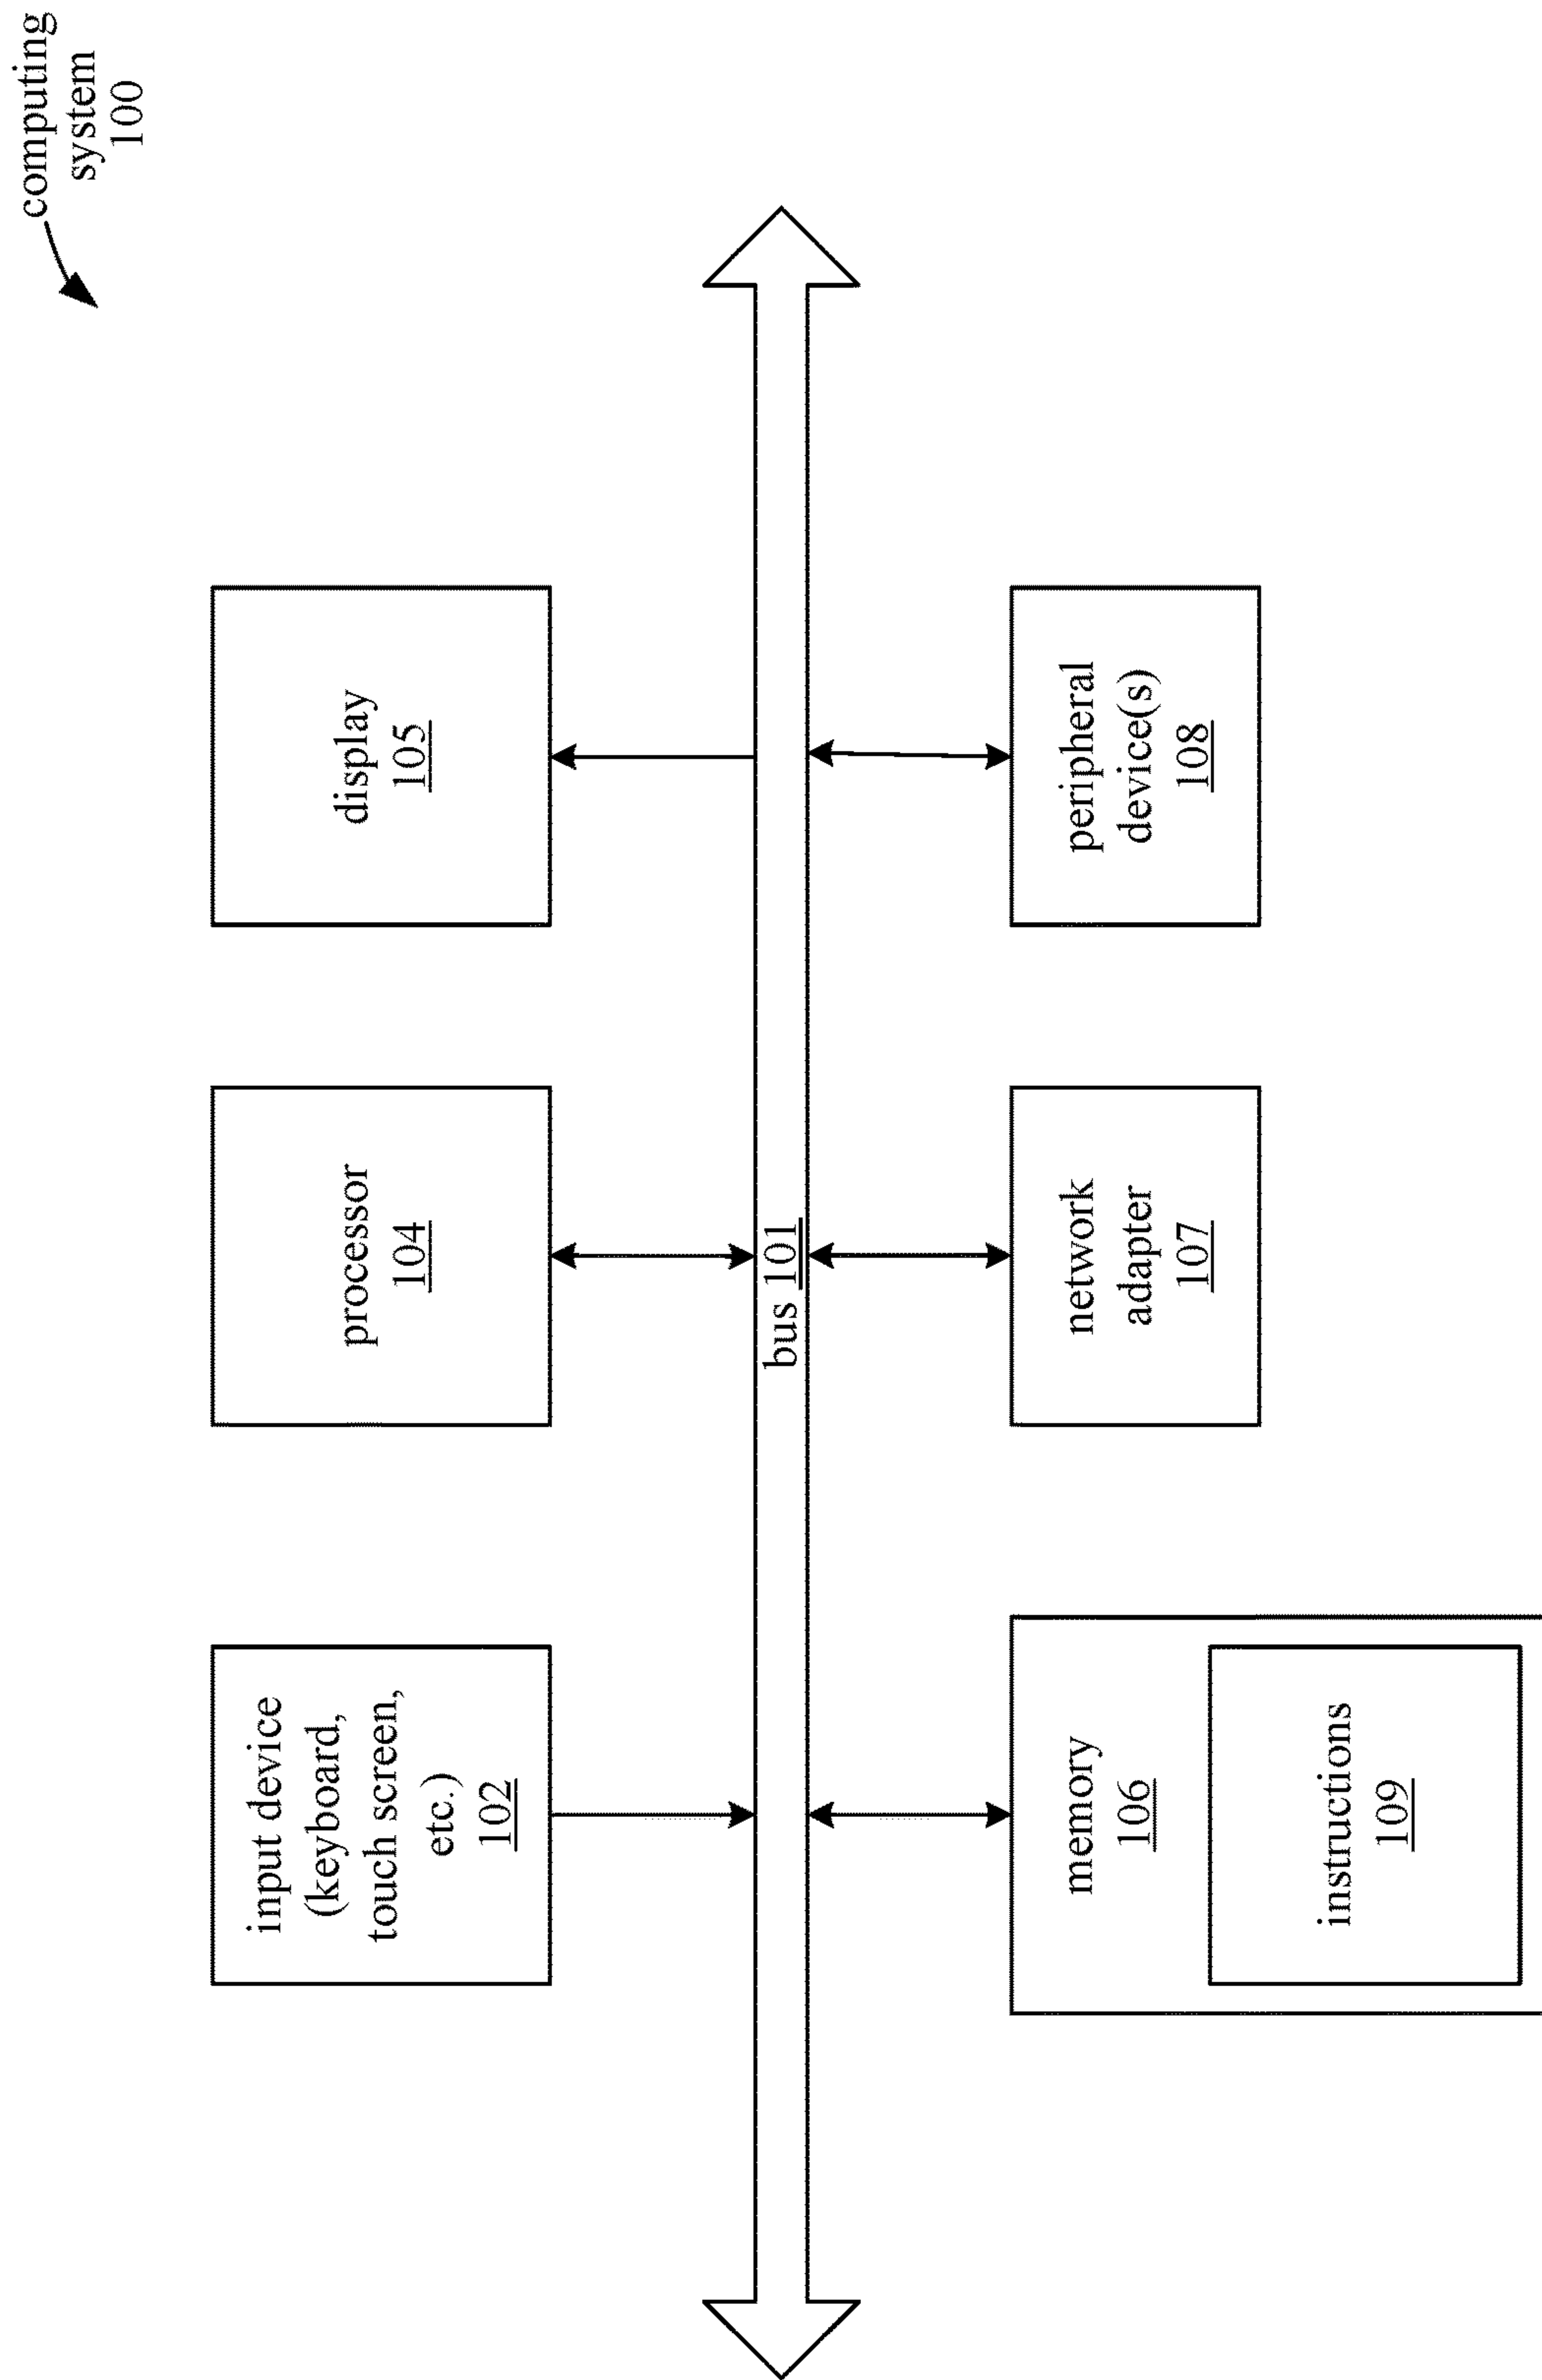 computing
system
100
input device
(keyboard,
touch screen,
etc.)
102
processor
104
display
105
bus 101
memory
106
instructions
109
network
adapter
107
peripheral
device(s)
108